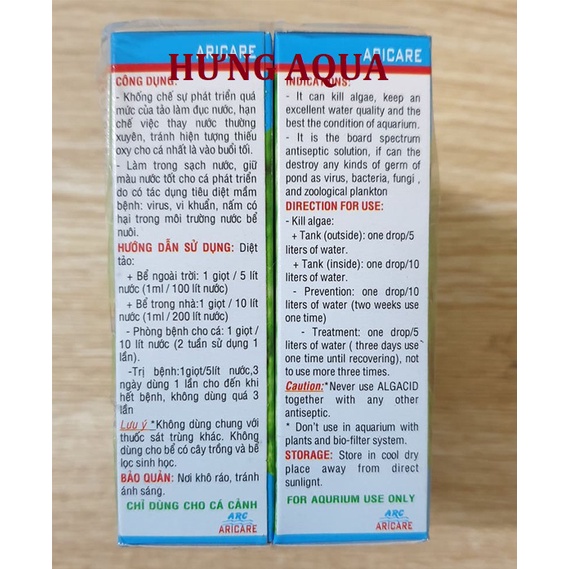 HƯNG AQUA
ARICARE
CÔNG DỤNG:
- Khống chế sự phát triển quá
mức của tảo làm đục nước, hạn
chế việc thay nước thường
xuyên, tránh hiện tượng thiếu
oxy cho cá nhất là vào buổi tối.
- Làm trong sạch nước, giữ
màu nước tốt cho cá phát triển
do có tác dụng tiêu diệt mầm
bệnh: virus, vi khuẩn, nấm có
hại trong môi trường nước bể
nuôi.
HƯỚNG DẪN SỬ DỤNG: Diệt
tảo:
+ Bể ngoài trời: 1 giọt / 5 lít
nước (1ml / 100 lít nước)
+ Bể trong nhà:1 giọt / 10 lít
nước (1ml / 200 lít nước)
- Phòng bệnh cho cá: 1 giọt /
10 lít nước (2 tuần sử dụng 1
lần).
-Trị bệnh:1giọt/5lít nước,3
ngày dùng 1 lần cho đến khi
hết bệnh, không dùng quá 3
lần
Lưu ý *Không dùng chung với
thuốc sát trùng khác. Không
dùng cho bể có cây trồng và bể
lọc sinh học.
BẢO QUẢN: Nơi khô ráo, tránh
ánh sáng.
CHỈ DÙNG CHO CÁ CẢNH
ARC
ARICARE
ARICARE
INDICATIONS:
- It can kill algae, keep an
excellent water quality and the
best the condition of aquarium.
- It is the board spectrum
antiseptic solution, if can the
destroy any kinds of germ of
pond as virus, bacteria, fungi ,
and zoological plankton
DIRECTION FOR USE:
- Kill algae:
+ Tank (outside): one drop/5
liters of water.
+ Tank (inside): one drop/10
liters of water.
- Prevention: one drop/10
liters of water (two weeks use
one time)
- Treatment: one drop/5
liters of water ( three days use
one time until recovering), not
to use more three times.
Caution:*Never use ALGACID
together with any other
antiseptic.
* Don't use in aquarium with
plants and bio-filter system.
STORAGE: Store in cool dry
place away from direct
sunlignt.
FOR AQURIUM USE ONLY
ARC
ARICARE